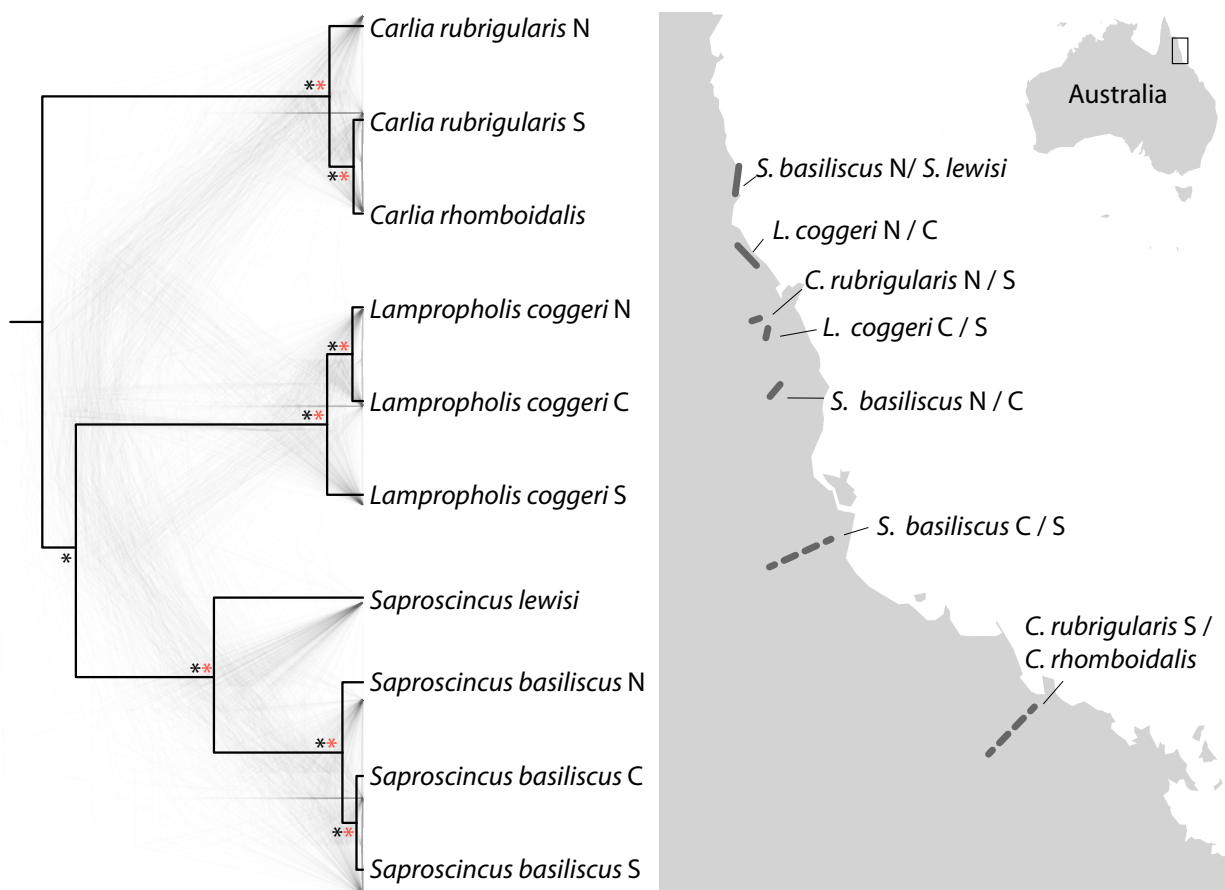 Carlia rubrigularis N
Carlia rubrigularis S
Carlia rhomboidalis
Lampropholis coggeri N
Lampropholis coggeri C
Lampropholis coggeri S
Saproscincus lewisi
Saproscincus basiliscus N
Saproscincus basiliscus C
Saproscincus basiliscus S
**
**
**
**
*
**
**
**
Australia
S. basiliscus N/ S. lewisi
L. coggeri N / C
C. rubrigularis N / S
L. coggeri C / S
S. basiliscus N / C
S. basiliscus C / S
C. rubrigularis S /
C. rhomboidalis